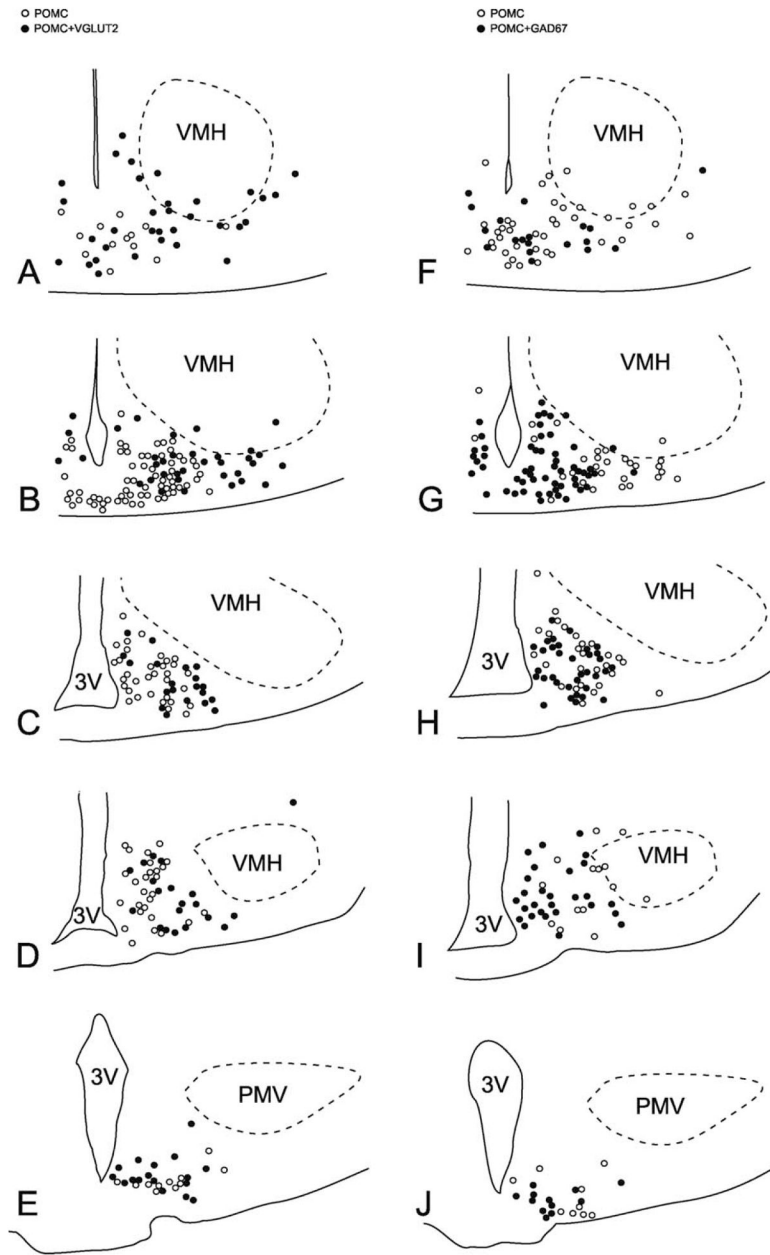 POMC
POMC+VGLUT2
POMC
POMC+GAD67
VMH
A
VMH
F
VMH
B
VMH
G
VMH
3V
C
VMH
3V
H
VMH
3V
D
VMH
3V
I
3V
PMV
E
3V
PMV
J